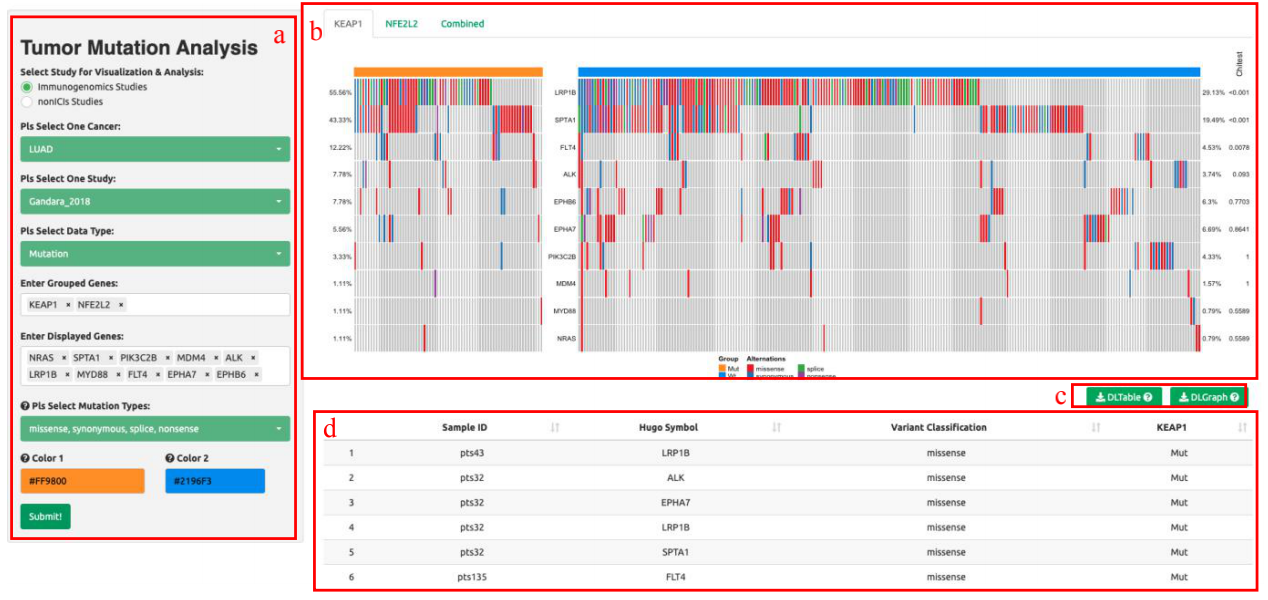 a
Tumor Mutation Analysis
Select Study for Visualization & Analysis:
Immunogenomics Studies
nonICIs Studies
Pls Select One Cancer:
LUAD
Pls Select One Study:
Gandara_2018
Pls Select Data Type:
Mutation
Enter Grouped Genes:
KEAP1 × NFE2L2 ×
Enter Displayed Genes:
NRAS × SPTA1 × PIK3C2B × MDM4 × ALK ×
LRP1B × MYD88 × FLT4 × EPHA7 × EPHB6 ×
Pls Select Mutation Types:
missense, synonymous, splice, nonsense
Color 1 Color 2
#FF9800 #2196F3
Submit!
b
KEAP1 NFE2L2 Combined
Chitest
55.56% LRP1B 29.13% <0.001
43.33% SPTA1 19.49% <0.001
12.22% FLT4 4.53% 0.0078
7.78% ALK 3.74% 0.093
7.78% EPHB6 6.3% 0.7703
5.56% EPHA7 6.69% 0.8641
3.33% PIK3C2B 4.33% 1
1.11% MDM4 1.57% 1
1.11% MYD88 0.79% 0.5589
1.11% NRAS 0.79% 0.5589
Group Alternations
Mut missense splice
Wt synonymous nonsense
c
DLTable DLGraph
d
Sample ID Hugo Symbol Variant Classification KEAP1
1 pts43 LRP1B missense Mut
2 pts32 ALK missense Mut
3 pts32 EPHA7 missense Mut
4 pts32 LRP1B missense Mut
5 pts32 SPTA1 missense Mut
6 pts135 FLT4 missense Mut